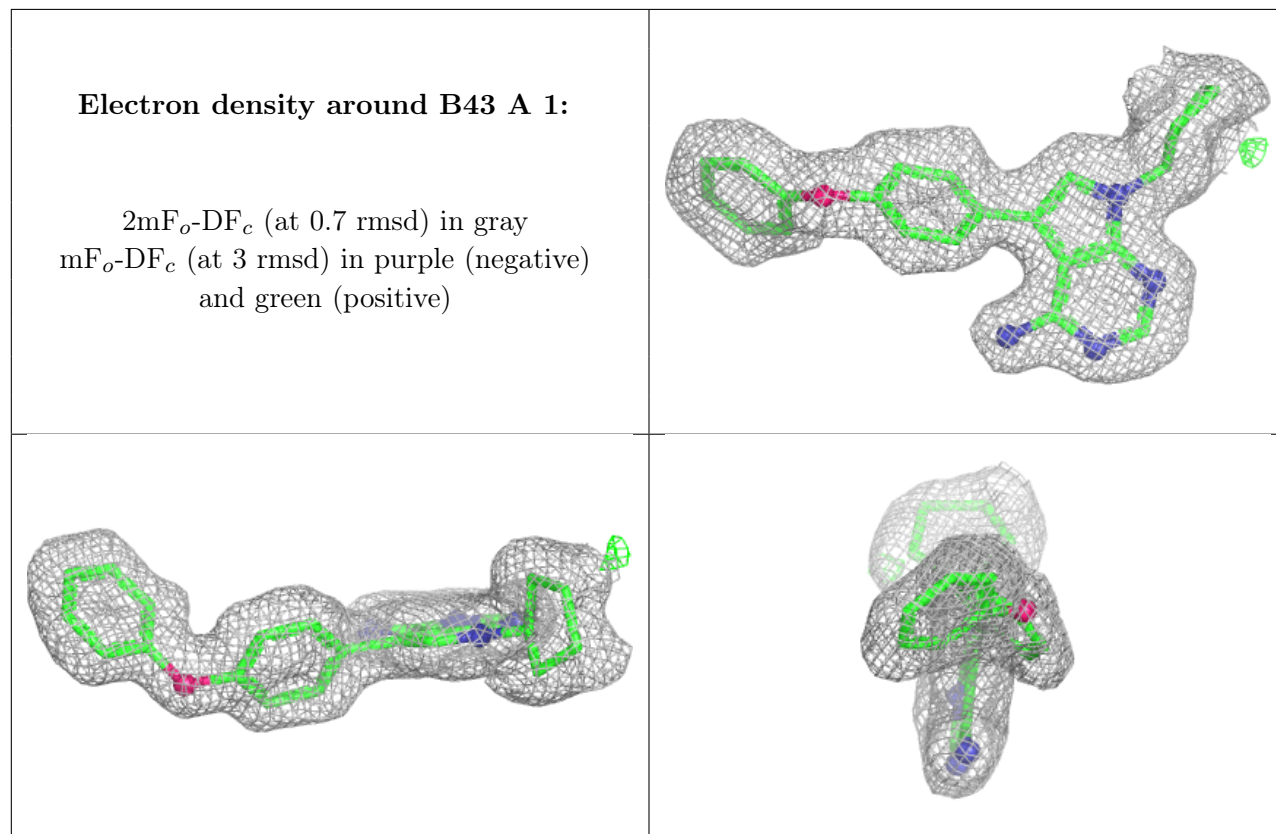 Electron density around B43 A 1:
2mFo-DFc (at 0.7 rmsd) in gray
mFo-DFc (at 3 rmsd) in purple (negative)
and green (positive)